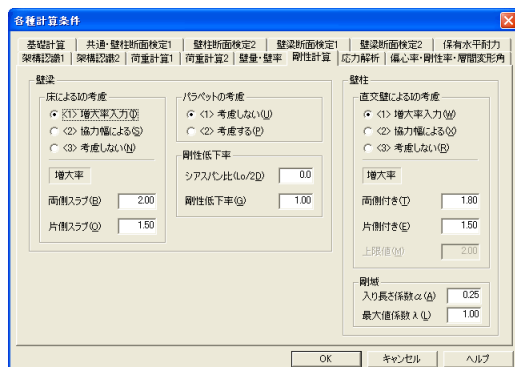 各種計算条件
基礎計算 共通・壁柱断面検定1 壁柱断面検定2 壁梁断面検定1 壁梁断面検定2 保有水平耐力
架構認識1 架構認識2 荷重計算1 荷重計算2 壁量・壁率 剛性計算 応力解析 偏心率・剛性率・層間変形角
壁梁
床によるIの考慮
<1> 増大率入力(I)
<2> 協力幅による(S)
<3> 考慮しない(N)
増大率
両側スラブ(B) 2.00
片側スラブ(O) 1.50
パラペットの考慮
<1> 考慮しない(U)
<2> 考慮する(P)
剛性低下率
シアスパン比(Lo/2D) 0.0
剛性低下率(G) 1.00
壁柱
直交壁によるIの考慮
<1> 増大率入力(W)
<2> 協力幅による(X)
<3> 考慮しない(R)
増大率
両側付き(T) 1.80
片側付き(E) 1.50
上限値(M) 2.00
剛域
入り長さ係数α(A) 0.25
最大値係数λ(L) 1.00
OK キャンセル ヘルプ